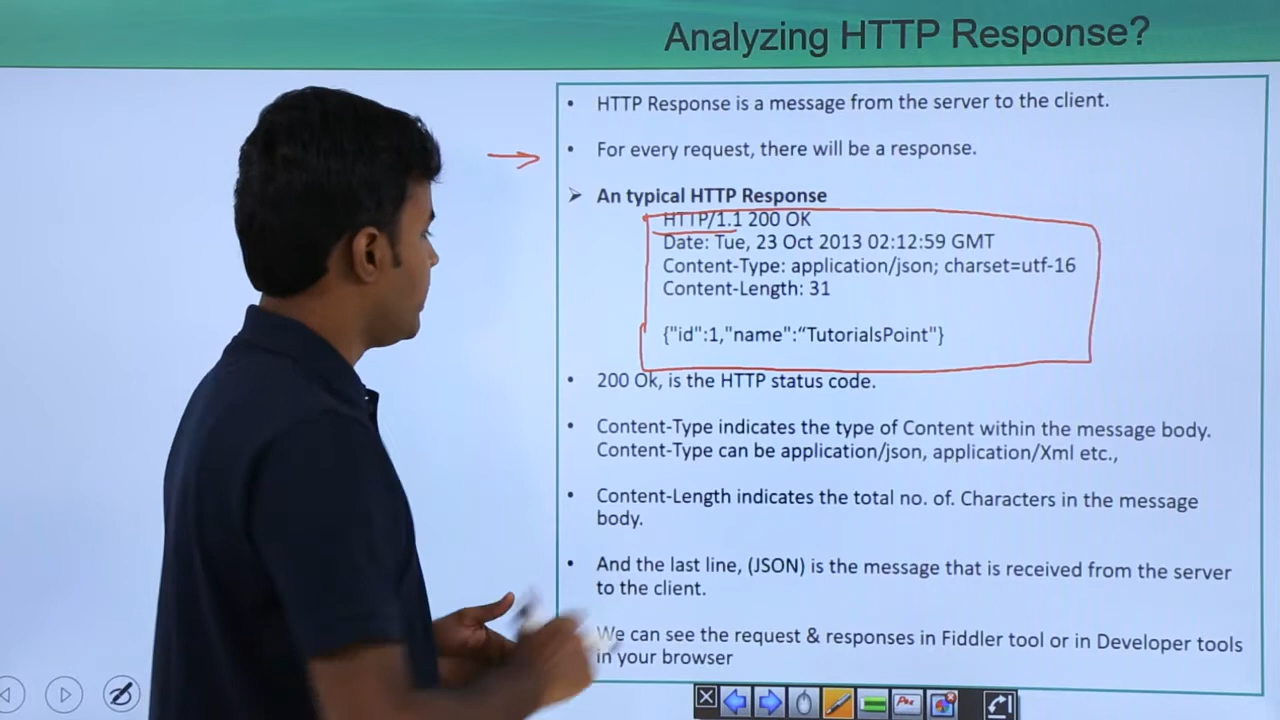 Analyzing HTTP Response?
• HTTP Response is a message from the server to the client.
• For every request, there will be a response.
➢ An typical HTTP Response
HTTP/1.1 200 OK
Date: Tue, 23 Oct 2013 02:12:59 GMT
Content-Type: application/json; charset=utf-16
Content-Length: 31
{"id":1,"name":“TutorialsPoint"}
• 200 Ok, is the HTTP status code.
• Content-Type indicates the type of Content within the message body.
Content-Type can be application/json, application/Xml etc.,
• Content-Length indicates the total no. of. Characters in the message
body.
• And the last line, (JSON) is the message that is received from the server
to the client.
We can see the request & responses in Fiddler tool or in Developer tools
in your browser